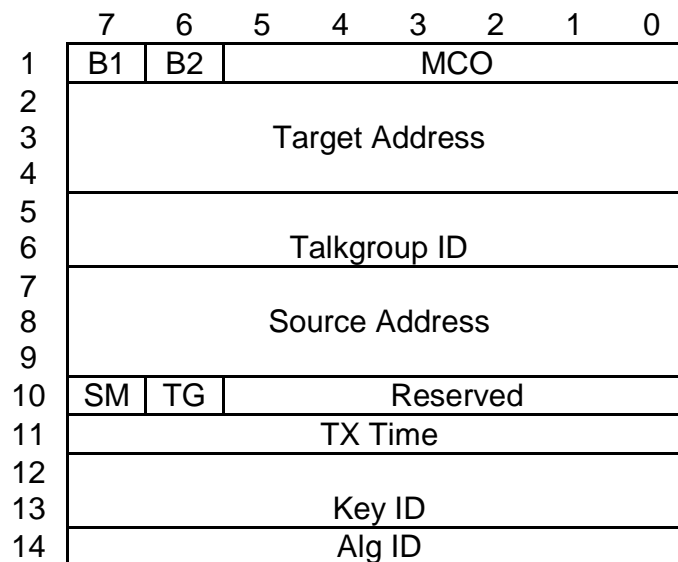 7 6 5 4 3 2 1 0
1 B1 B2 MCO
2
3 Target Address
4
5
6 Talkgroup ID
7
8 Source Address
9
10 SM TG Reserved
11 TX Time
12
13 Key ID
14 Alg ID